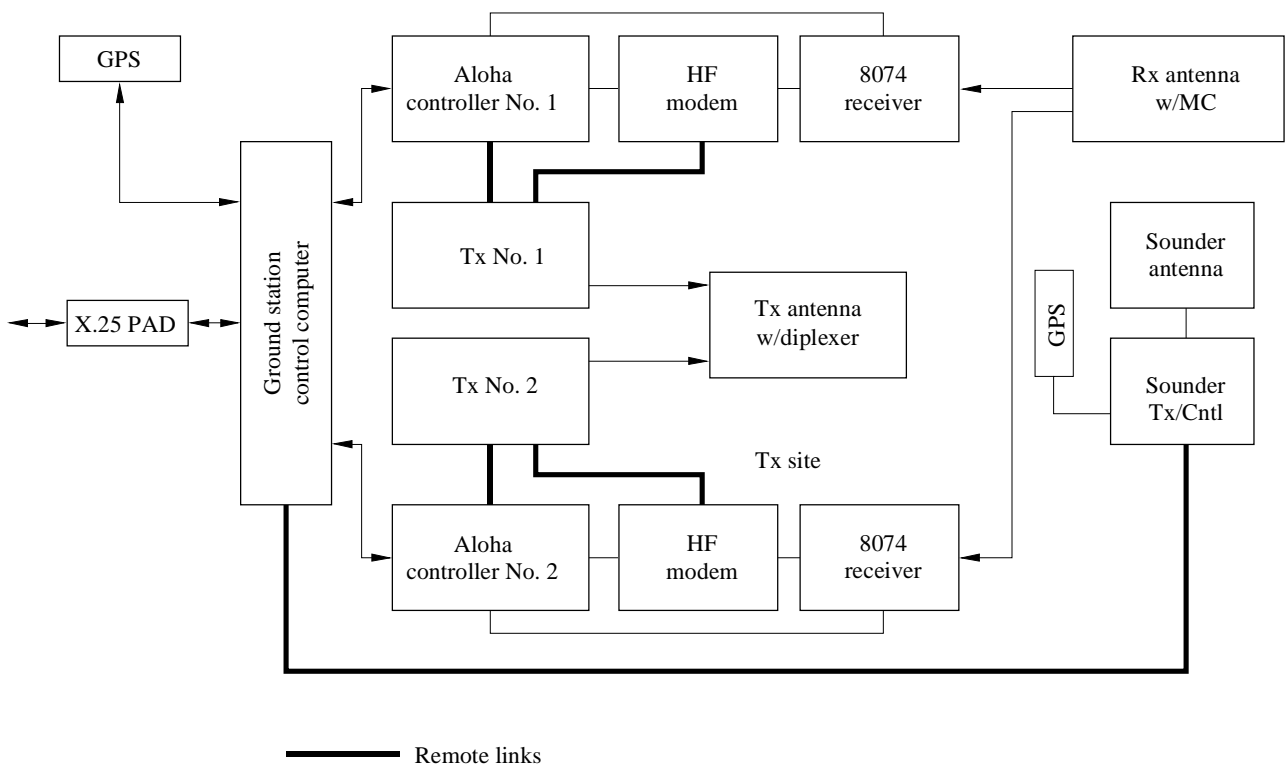 GPS
Aloha
controller No. 1
HF
modem
8074
receiver
Rx antenna
w/MC
Ground station
control computer
Tx No. 1
Sounder
antenna
X.25 PAD
Tx antenna
w/diplexer
GPS
Tx No. 2
Sounder
Tx/Cntl
Tx site
Aloha
controller No. 2
HF
modem
8074
receiver
Remote links